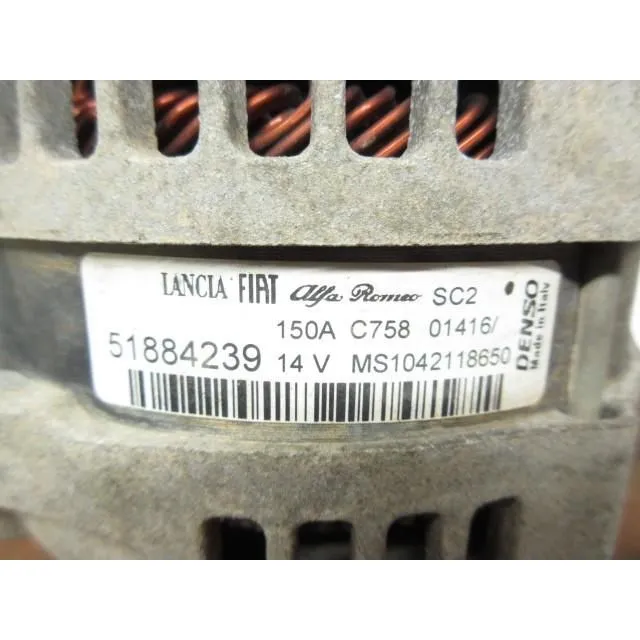 LANCIA FIAT Alfa Romeo SC2
150A C758 01416/
51884239 14 V MS1042118650
DENSO
Made in Italy